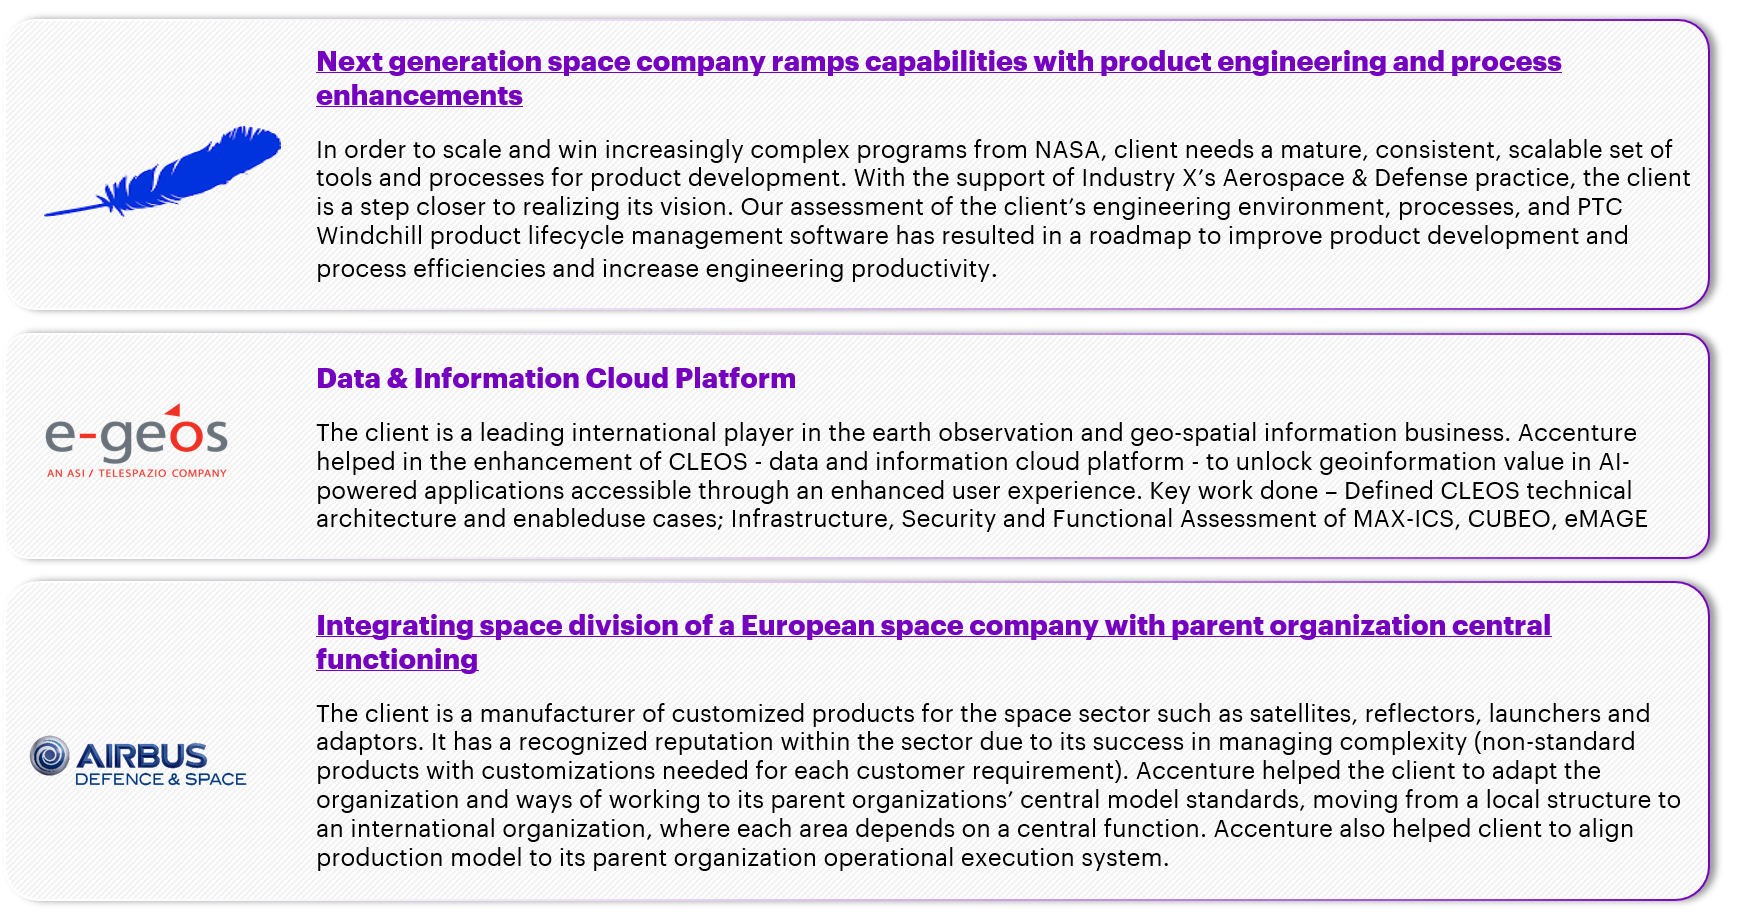 Next generation space company ramps capabilities with product engineering and process
enhancements
In order to scale and win increasingly complex programs from NASA, client needs a mature, consistent, scalable set of
tools and processes for product development. With the support of Industry X’s Aerospace & Defense practice, the client
is a step closer to realizing its vision. Our assessment of the client’s engineering environment, processes, and PTC
Windchill product lifecycle management software has resulted in a roadmap to improve product development and
process efficiencies and increase engineering productivity.
e-geos
AN ASI / TELESPAZIO COMPANY
Data & Information Cloud Platform
The client is a leading international player in the earth observation and geo-spatial information business. Accenture
helped in the enhancement of CLEOS - data and information cloud platform - to unlock geoinformation value in AI-
powered applications accessible through an enhanced user experience. Key work done – Defined CLEOS technical
architecture and enableduse cases; Infrastructure, Security and Functional Assessment of MAX-ICS, CUBEO, eMAGE
AIRBUS
DEFENCE & SPACE
Integrating space division of a European space company with parent organization central
functioning
The client is a manufacturer of customized products for the space sector such as satellites, reflectors, launchers and
adaptors. It has a recognized reputation within the sector due to its success in managing complexity (non-standard
products with customizations needed for each customer requirement). Accenture helped the client to adapt the
organization and ways of working to its parent organizations’ central model standards, moving from a local structure to
an international organization, where each area depends on a central function. Accenture also helped client to align
production model to its parent organization operational execution system.